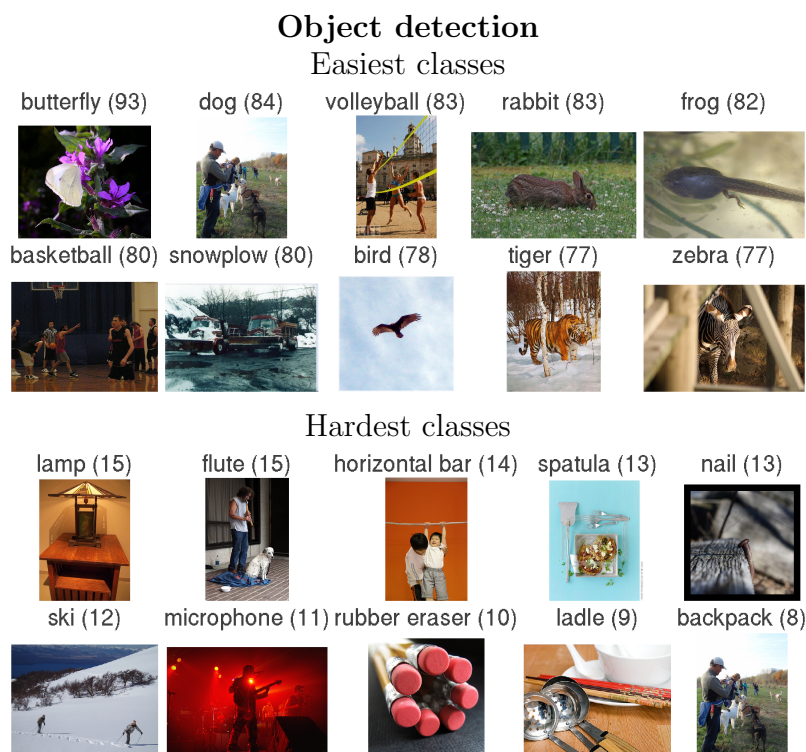 Object detection
Easiest classes
butterfly (93) dog (84) volleyball (83) rabbit (83) frog (82)
basketball (80) snowplow (80) bird (78) tiger (77) zebra (77)
Hardest classes
lamp (15) flute (15) horizontal bar (14) spatula (13) nail (13)
ski (12) microphone (11) rubber eraser (10) ladle (9) backpack (8)